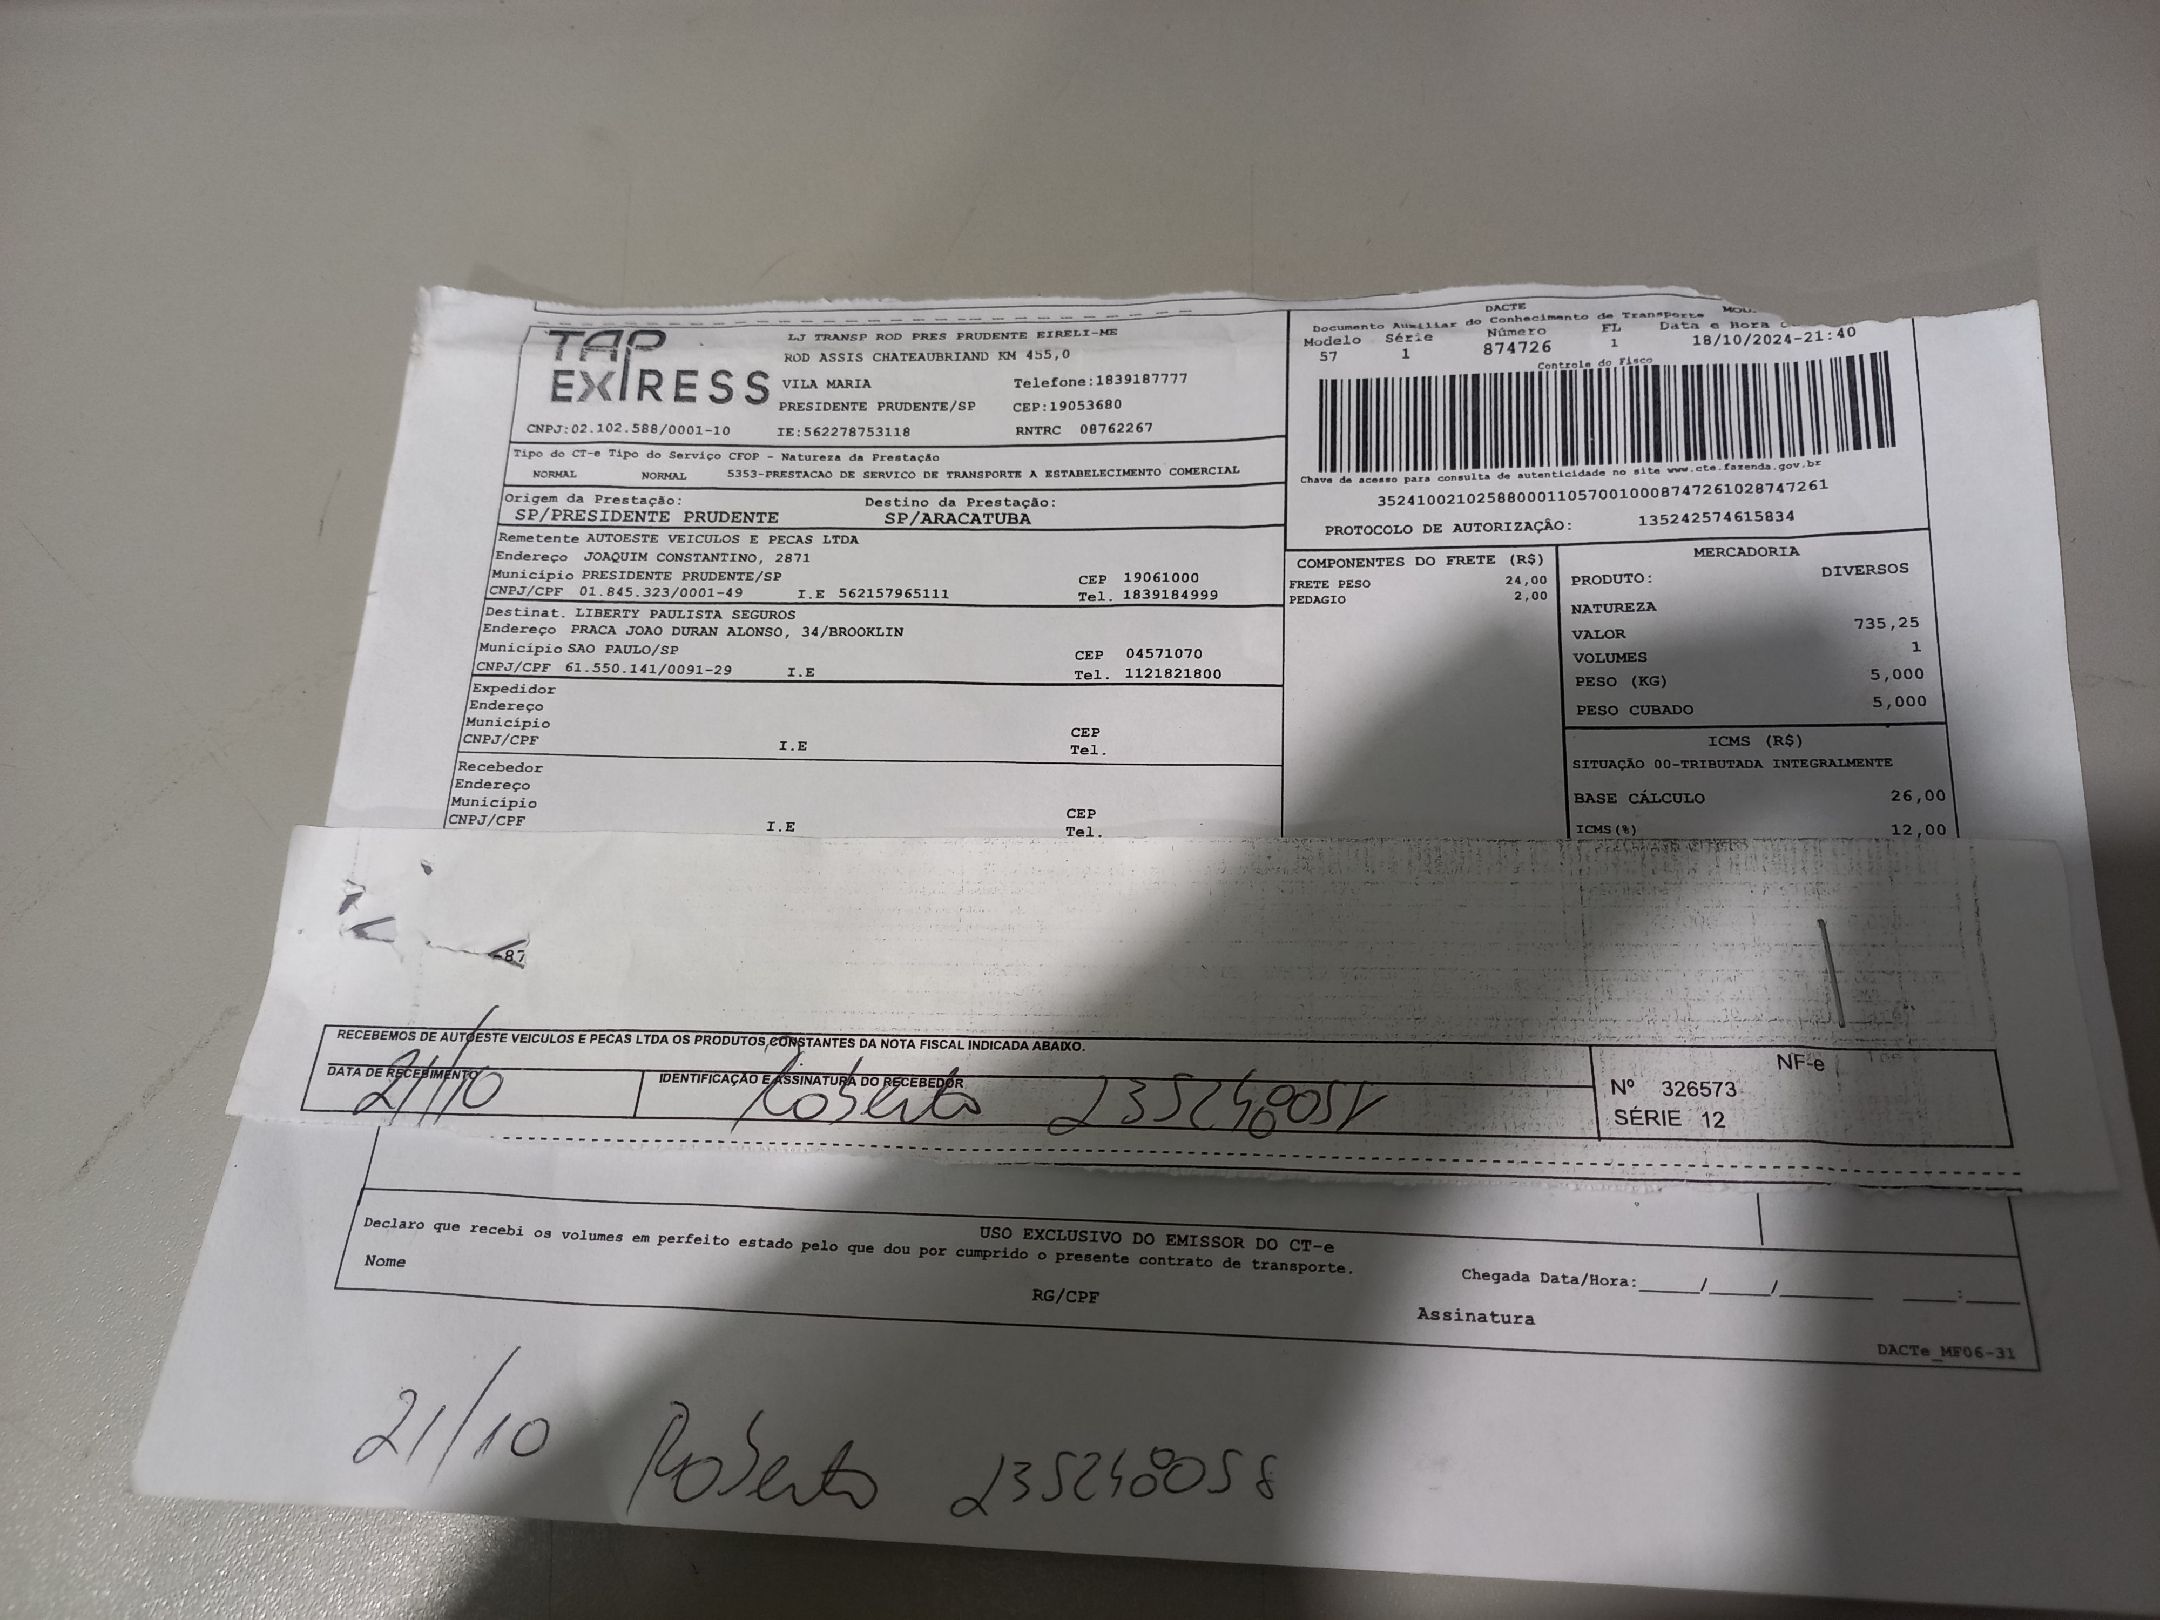 TAP EXPRESS
LJ TRANSP ROD PRES PRUDENTE EIRELI-ME
ROD ASSIS CHATEAUBRIAND KM 455,0
VILA MARIA Telefone:1839187777
PRESIDENTE PRUDENTE/SP CEP:19053680
CNPJ:02.102.588/0001-10 IE:562278753118 RNTRC 08762267
DACTE
Documento Auxiliar do Conhecimento de Transporte
Modelo Série Número FL Data e Hora
57 1 874726 1 18/10/2024-21:40
Controle do Fisco
Chave de acesso para consulta de autenticidade no site www.cte.fazenda.gov.br
35241002102588000110570010008747261028747261
PROTOCOLO DE AUTORIZAÇÃO: 135242574615834
Tipo do CT-e Tipo do Serviço CFOP - Natureza da Prestação
NORMAL NORMAL 5353-PRESTACAO DE SERVICO DE TRANSPORTE A ESTABELECIMENTO COMERCIAL
Origem da Prestação: Destino da Prestação:
SP/PRESIDENTE PRUDENTE SP/ARACATUBA
Remetente AUTOESTE VEICULOS E PECAS LTDA
Endereço JOAQUIM CONSTANTINO, 2871
Município PRESIDENTE PRUDENTE/SP CEP 19061000
CNPJ/CPF 01.845.323/0001-49 I.E 562157965111 Tel. 1839184999
Destinat. LIBERTY PAULISTA SEGUROS
Endereço PRACA JOAO DURAN ALONSO, 34/BROOKLIN
Município SAO PAULO/SP CEP 04571070
CNPJ/CPF 61.550.141/0091-29 I.E Tel. 1121821800
Expedidor
Endereço
Município CEP
CNPJ/CPF I.E Tel.
Recebedor
Endereço
Município CEP
CNPJ/CPF I.E Tel.
COMPONENTES DO FRETE (R$)
FRETE PESO 24,00
PEDAGIO 2,00
MERCADORIA
PRODUTO: DIVERSOS
NATUREZA
VALOR 735,25
VOLUMES 1
PESO (KG) 5,000
PESO CUBADO 5,000
ICMS (R$)
SITUAÇÃO 00-TRIBUTADA INTEGRALMENTE
BASE CÁLCULO 26,00
ICMS(%) 12,00
-87
RECEBEMOS DE AUTOESTE VEICULOS E PECAS LTDA OS PRODUTOS CONSTANTES DA NOTA FISCAL INDICADA ABAIXO.
DATA DE RECEBIMENTO IDENTIFICAÇÃO E ASSINATURA DO RECEBEDOR
21/10 Roberto
NF-e
Nº 326573
SÉRIE 12
USO EXCLUSIVO DO EMISSOR DO CT-e
Declaro que recebi os volumes em perfeito estado pelo que dou por cumprido o presente contrato de transporte.
Nome RG/CPF Assinatura
Chegada Data/Hora:_____/_____/_______ ____:____
DACTe_MF06-31
21/10 Roberto 235248058